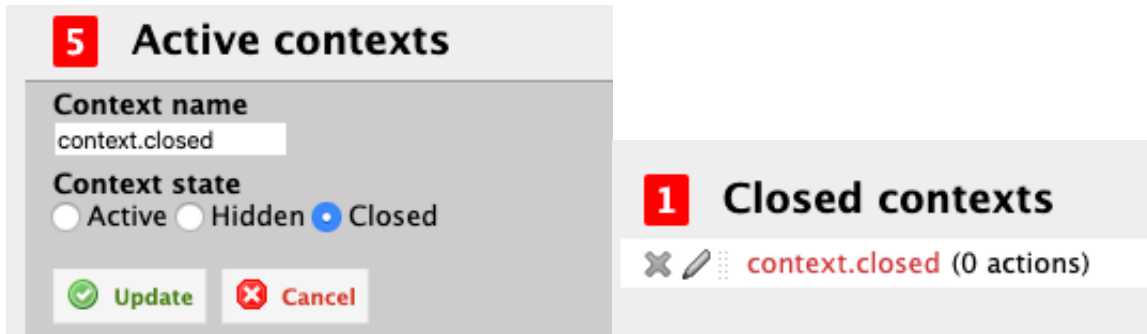 5 Active contexts
Context name
context.closed
Context state
Active Hidden Closed
Update Cancel
1 Closed contexts
context.closed (0 actions)